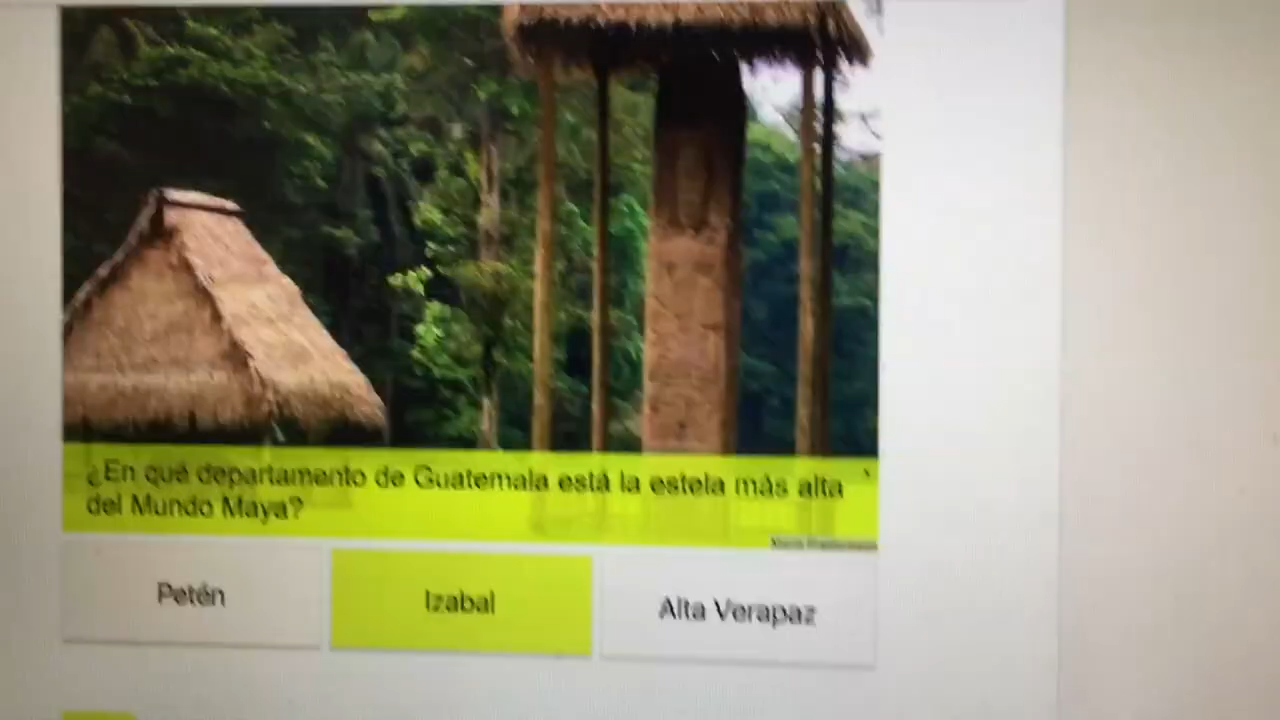 ¿En qué departamento de Guatemala está la estela más alta
del Mundo Maya?
Petén
Izabal
Alta Verapaz